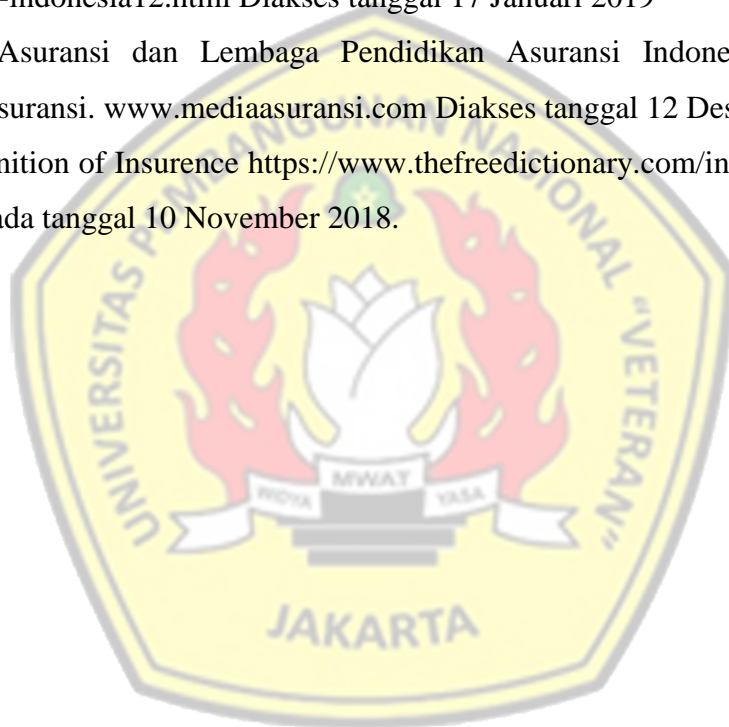 -indonesia12.html Diakses tanggal 17 Januari 2019
Asuransi dan Lembaga Pendidikan Asuransi Indone
suransi. www.mediaasuransi.com Diakses tanggal 12 Des
nition of Insurence https://www.thefreedictionary.com/in
ada tanggal 10 November 2018.
UNIVERSITAS PEMBANGUNAN NASIONAL "VETERAN"
WIDYA MWAT YASA
JAKARTA